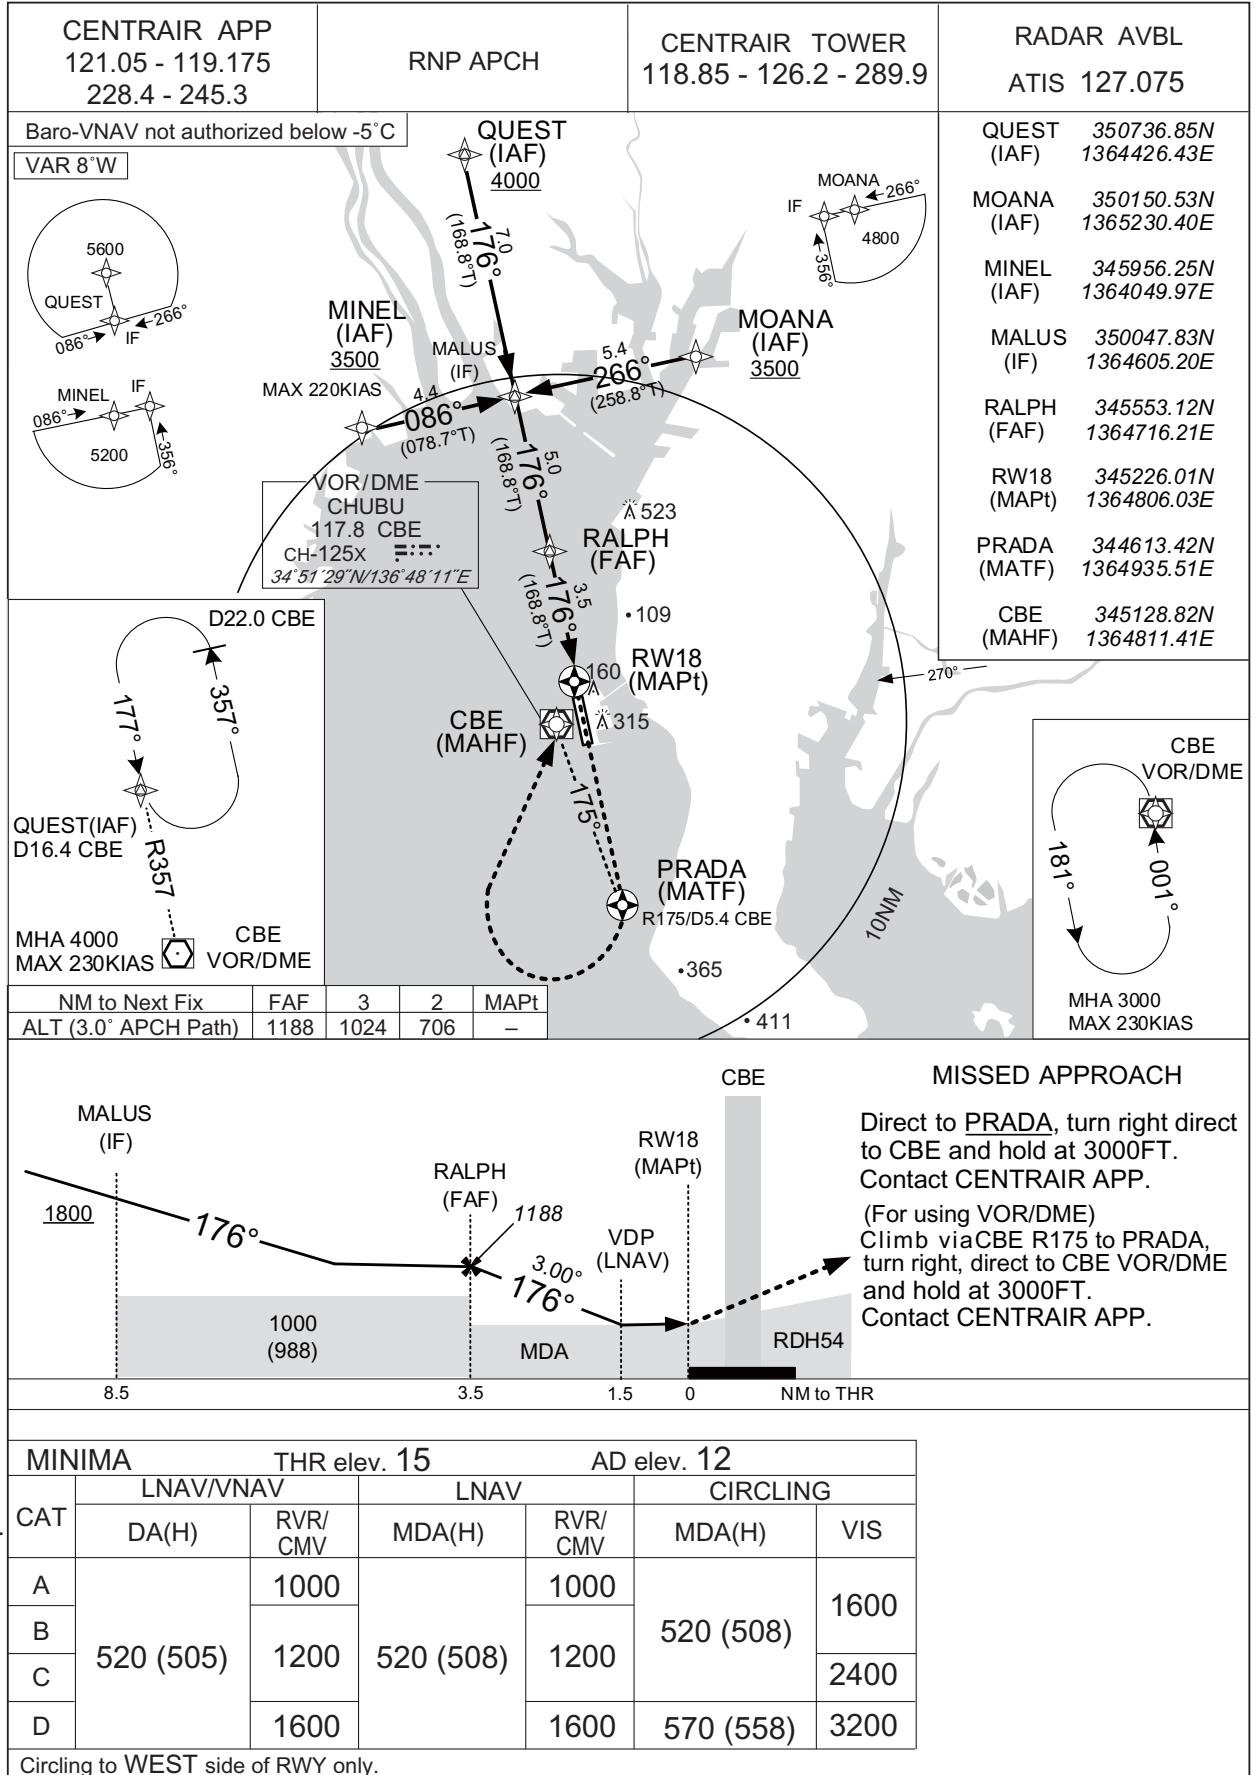 CENTRAIR APP
121.05 - 119.175
228.4 - 245.3
RNP APCH
CENTRAIR TOWER
118.85 - 126.2 - 289.9
RADAR AVBL
ATIS 127.075
Baro-VNAV not authorized below -5˚C
VAR 8˚W
5600
QUEST
IF
086°
266°
MINEL
IF
086°
356°
5200
QUEST
(IAF)
4000
7.0
176°
(168.8°T)
MINEL
(IAF)
3500
MAX 220KIAS
MALUS
(IF)
4.4
086°
(078.7°T)
MOANA
(IAF)
3500
5.4
266°
(258.8°T)
MOANA
266°
IF
4800
356°
5.0
176°
(168.8°T)
VOR/DME
CHUBU
117.8 CBE
CH-125X
34˚51´29˝N/136˚48´11˝E
523
RALPH
(FAF)
3.5
176°
(168.8°T)
109
160
RW18
(MAPt)
315
CBE
(MAHF)
175°
PRADA
(MATF)
R175/D5.4 CBE
365
411
10NM
270°
QUEST 350736.85N
(IAF) 1364426.43E
MOANA 350150.53N
(IAF) 1365230.40E
MINEL 345956.25N
(IAF) 1364049.97E
MALUS 350047.83N
(IF) 1364605.20E
RALPH 345553.12N
(FAF) 1364716.21E
RW18 345226.01N
(MAPt) 1364806.03E
PRADA 344613.42N
(MATF) 1364935.51E
CBE 345128.82N
(MAHF) 1364811.41E
D22.0 CBE
177°
357°
QUEST(IAF)
D16.4 CBE
R357
MHA 4000
MAX 230KIAS
CBE
VOR/DME
CBE
VOR/DME
181°
001°
MHA 3000
MAX 230KIAS
NM to Next Fix FAF 3 2 MAPt
ALT (3.0˚ APCH Path) 1188 1024 706 –
MALUS
(IF)
1800
176°
RALPH
(FAF)
1188
3.00°
176°
VDP
(LNAV)
RW18
(MAPt)
CBE
1000
(988)
MDA
RDH54
8.5 3.5 1.5 0 NM to THR
MISSED APPROACH
Direct to PRADA, turn right direct
to CBE and hold at 3000FT.
Contact CENTRAIR APP.
(For using VOR/DME)
Climb viaCBE R175 to PRADA,
turn right, direct to CBE VOR/DME
and hold at 3000FT.
Contact CENTRAIR APP.
MINIMA THR elev. 15 AD elev. 12
CAT LNAV/VNAV LNAV CIRCLING
DA(H) RVR/CMV MDA(H) RVR/CMV MDA(H) VIS
A 520 (505) 1000 520 (508) 1000 520 (508) 1600
B 1200 1200
C 2400
D 1600 1600 570 (558) 3200
Circling to WEST side of RWY only.